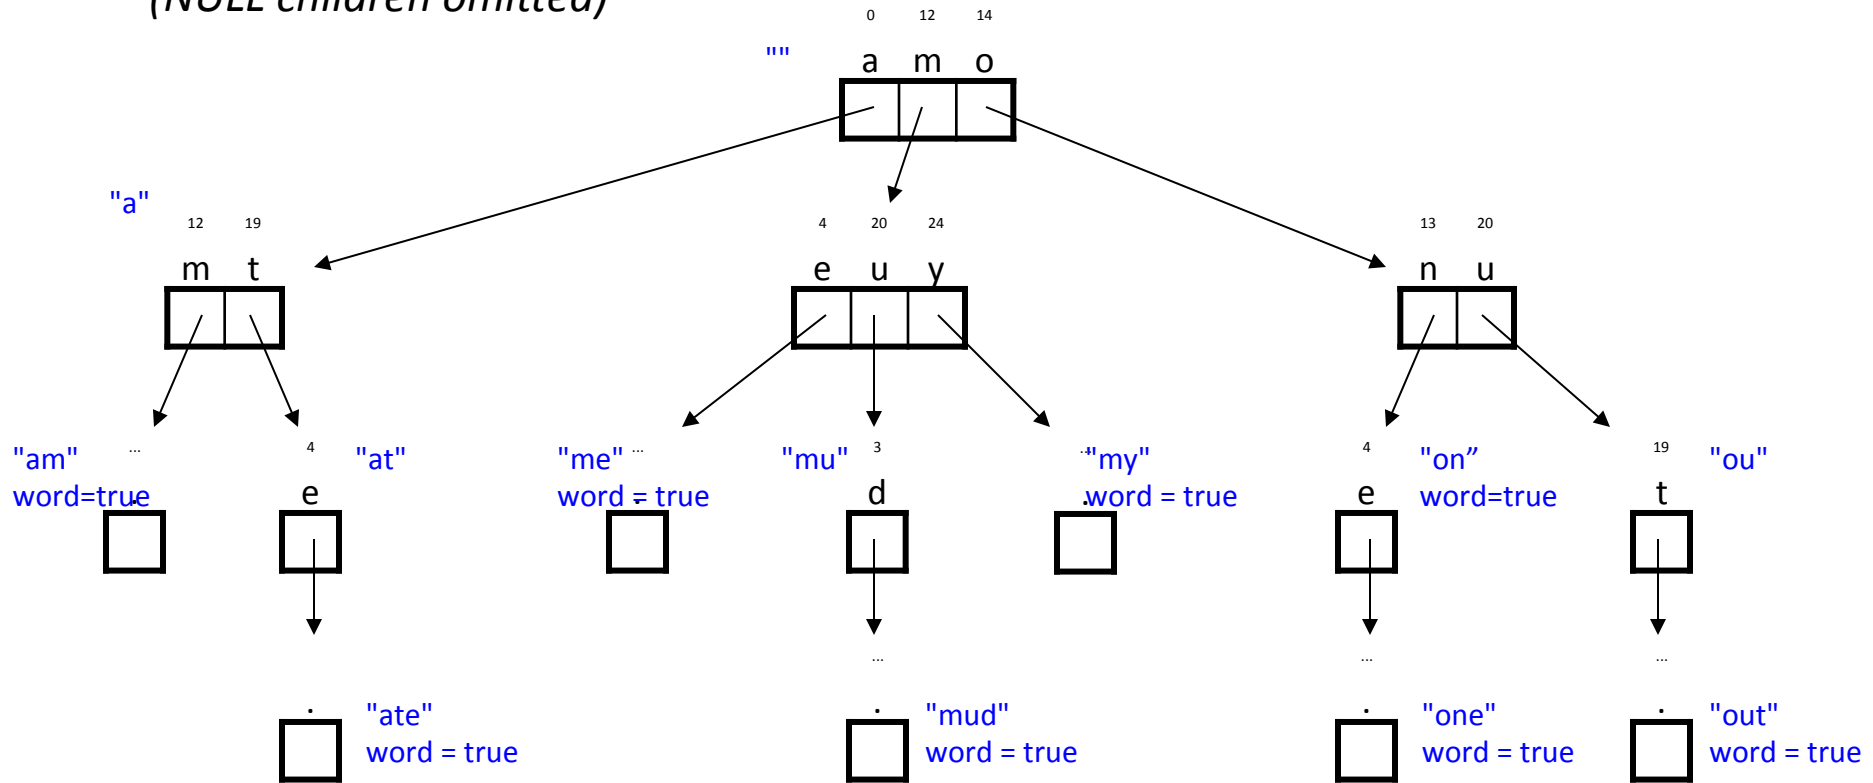 (NULL children omitted)
0 12 14
"" a m o
"a"
12 19
m t
4 20 24
e u y
13 20
n u
"am" ... 4 "at" "me" ... "mu" 3 ... "my" 4 "on” 19 "ou"
word=true . e word = true . d . word = true e word=true t
... ... ...
. "ate" . "mud" . "one" . "out"
word = true word = true word = true word = true